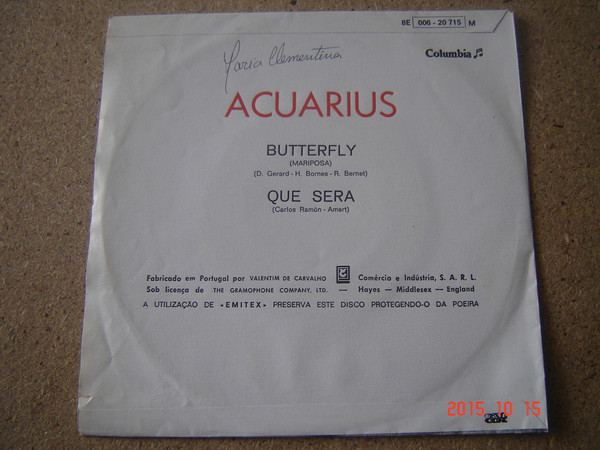 8E 006 - 20 715 M
Columbia
Maria Clementina
ACUARIUS
BUTTERFLY
(MARIPOSA)
(D. Gerard - H. Bornes - R. Bernet)
QUE SERA
(Carlos Ramón - Amart)
Fabricado em Portugal por VALENTIM DE CARVALHO Comércio e Indústria, S. A. R. L.
Sob licença de THE GRAMOPHONE COMPANY, LTD. — Hayes — Middlesex — England
A UTILIZAÇÃO DE «EMITEX» PRESERVA ESTE DISCO PROTEGENDO-O DA POEIRA
2015. 10. 15